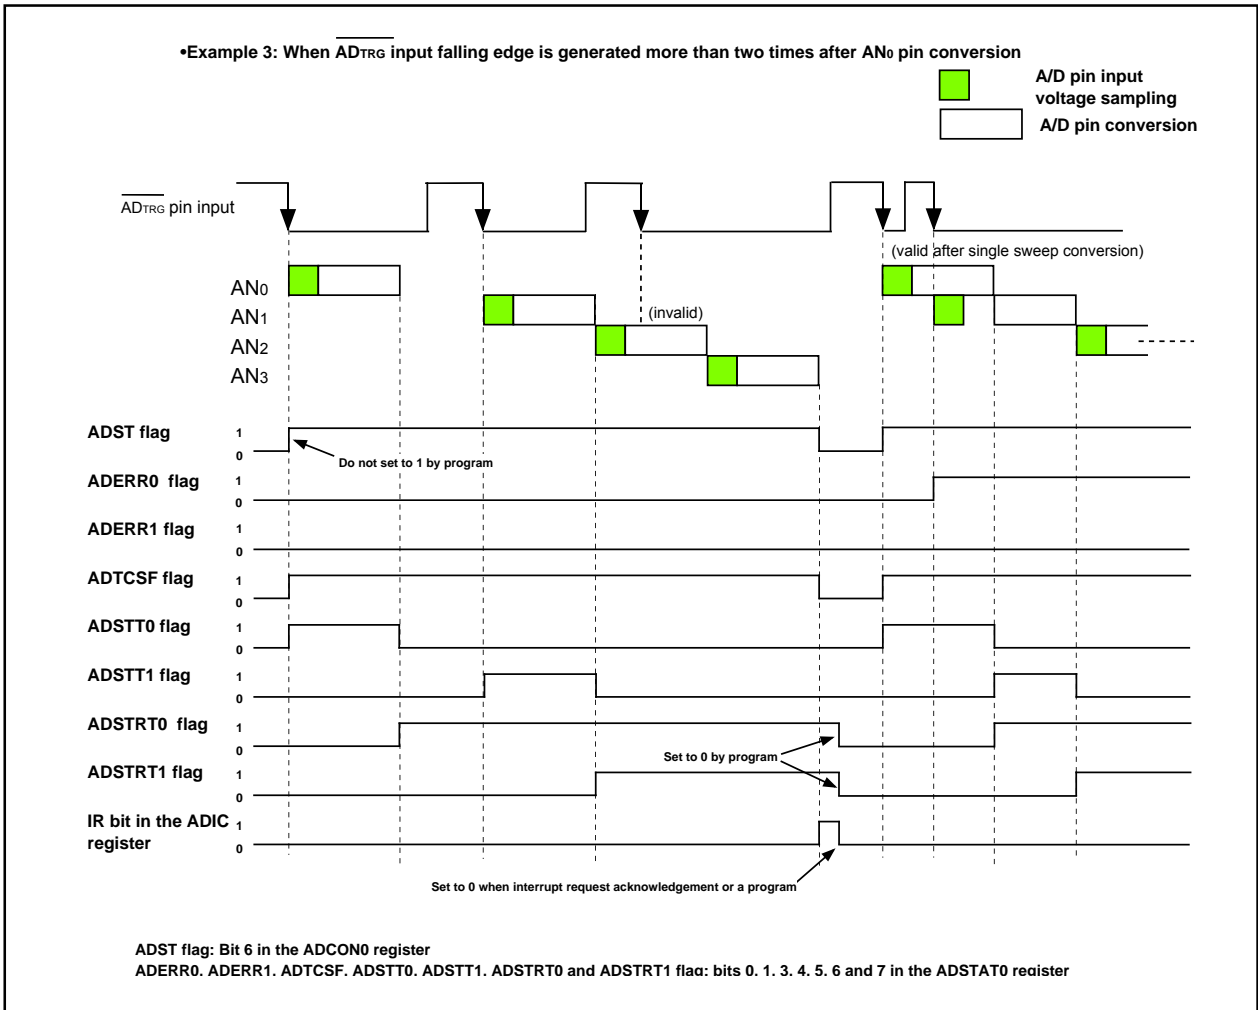 •Example 3: When ADTRG input falling edge is generated more than two times after AN0 pin conversion
A/D pin input
voltage sampling
A/D pin conversion
ADTRG pin input
(valid after single sweep conversion)
AN0
AN1
(invalid)
AN2
AN3
ADST flag
1
0
Do not set to 1 by program
ADERR0 flag
1
0
ADERR1 flag
1
0
ADTCSF flag
1
0
ADSTT0 flag
1
0
ADSTT1 flag
1
0
ADSTRT0 flag
1
0
Set to 0 by program
ADSTRT1 flag
1
0
IR bit in the ADIC
register
1
0
Set to 0 when interrupt request acknowledgement or a program
ADST flag: Bit 6 in the ADCON0 register
ADERR0, ADERR1, ADTCSF, ADSTT0, ADSTT1, ADSTRT0 and ADSTRT1 flag: bits 0, 1, 3, 4, 5, 6 and 7 in the ADSTAT0 register